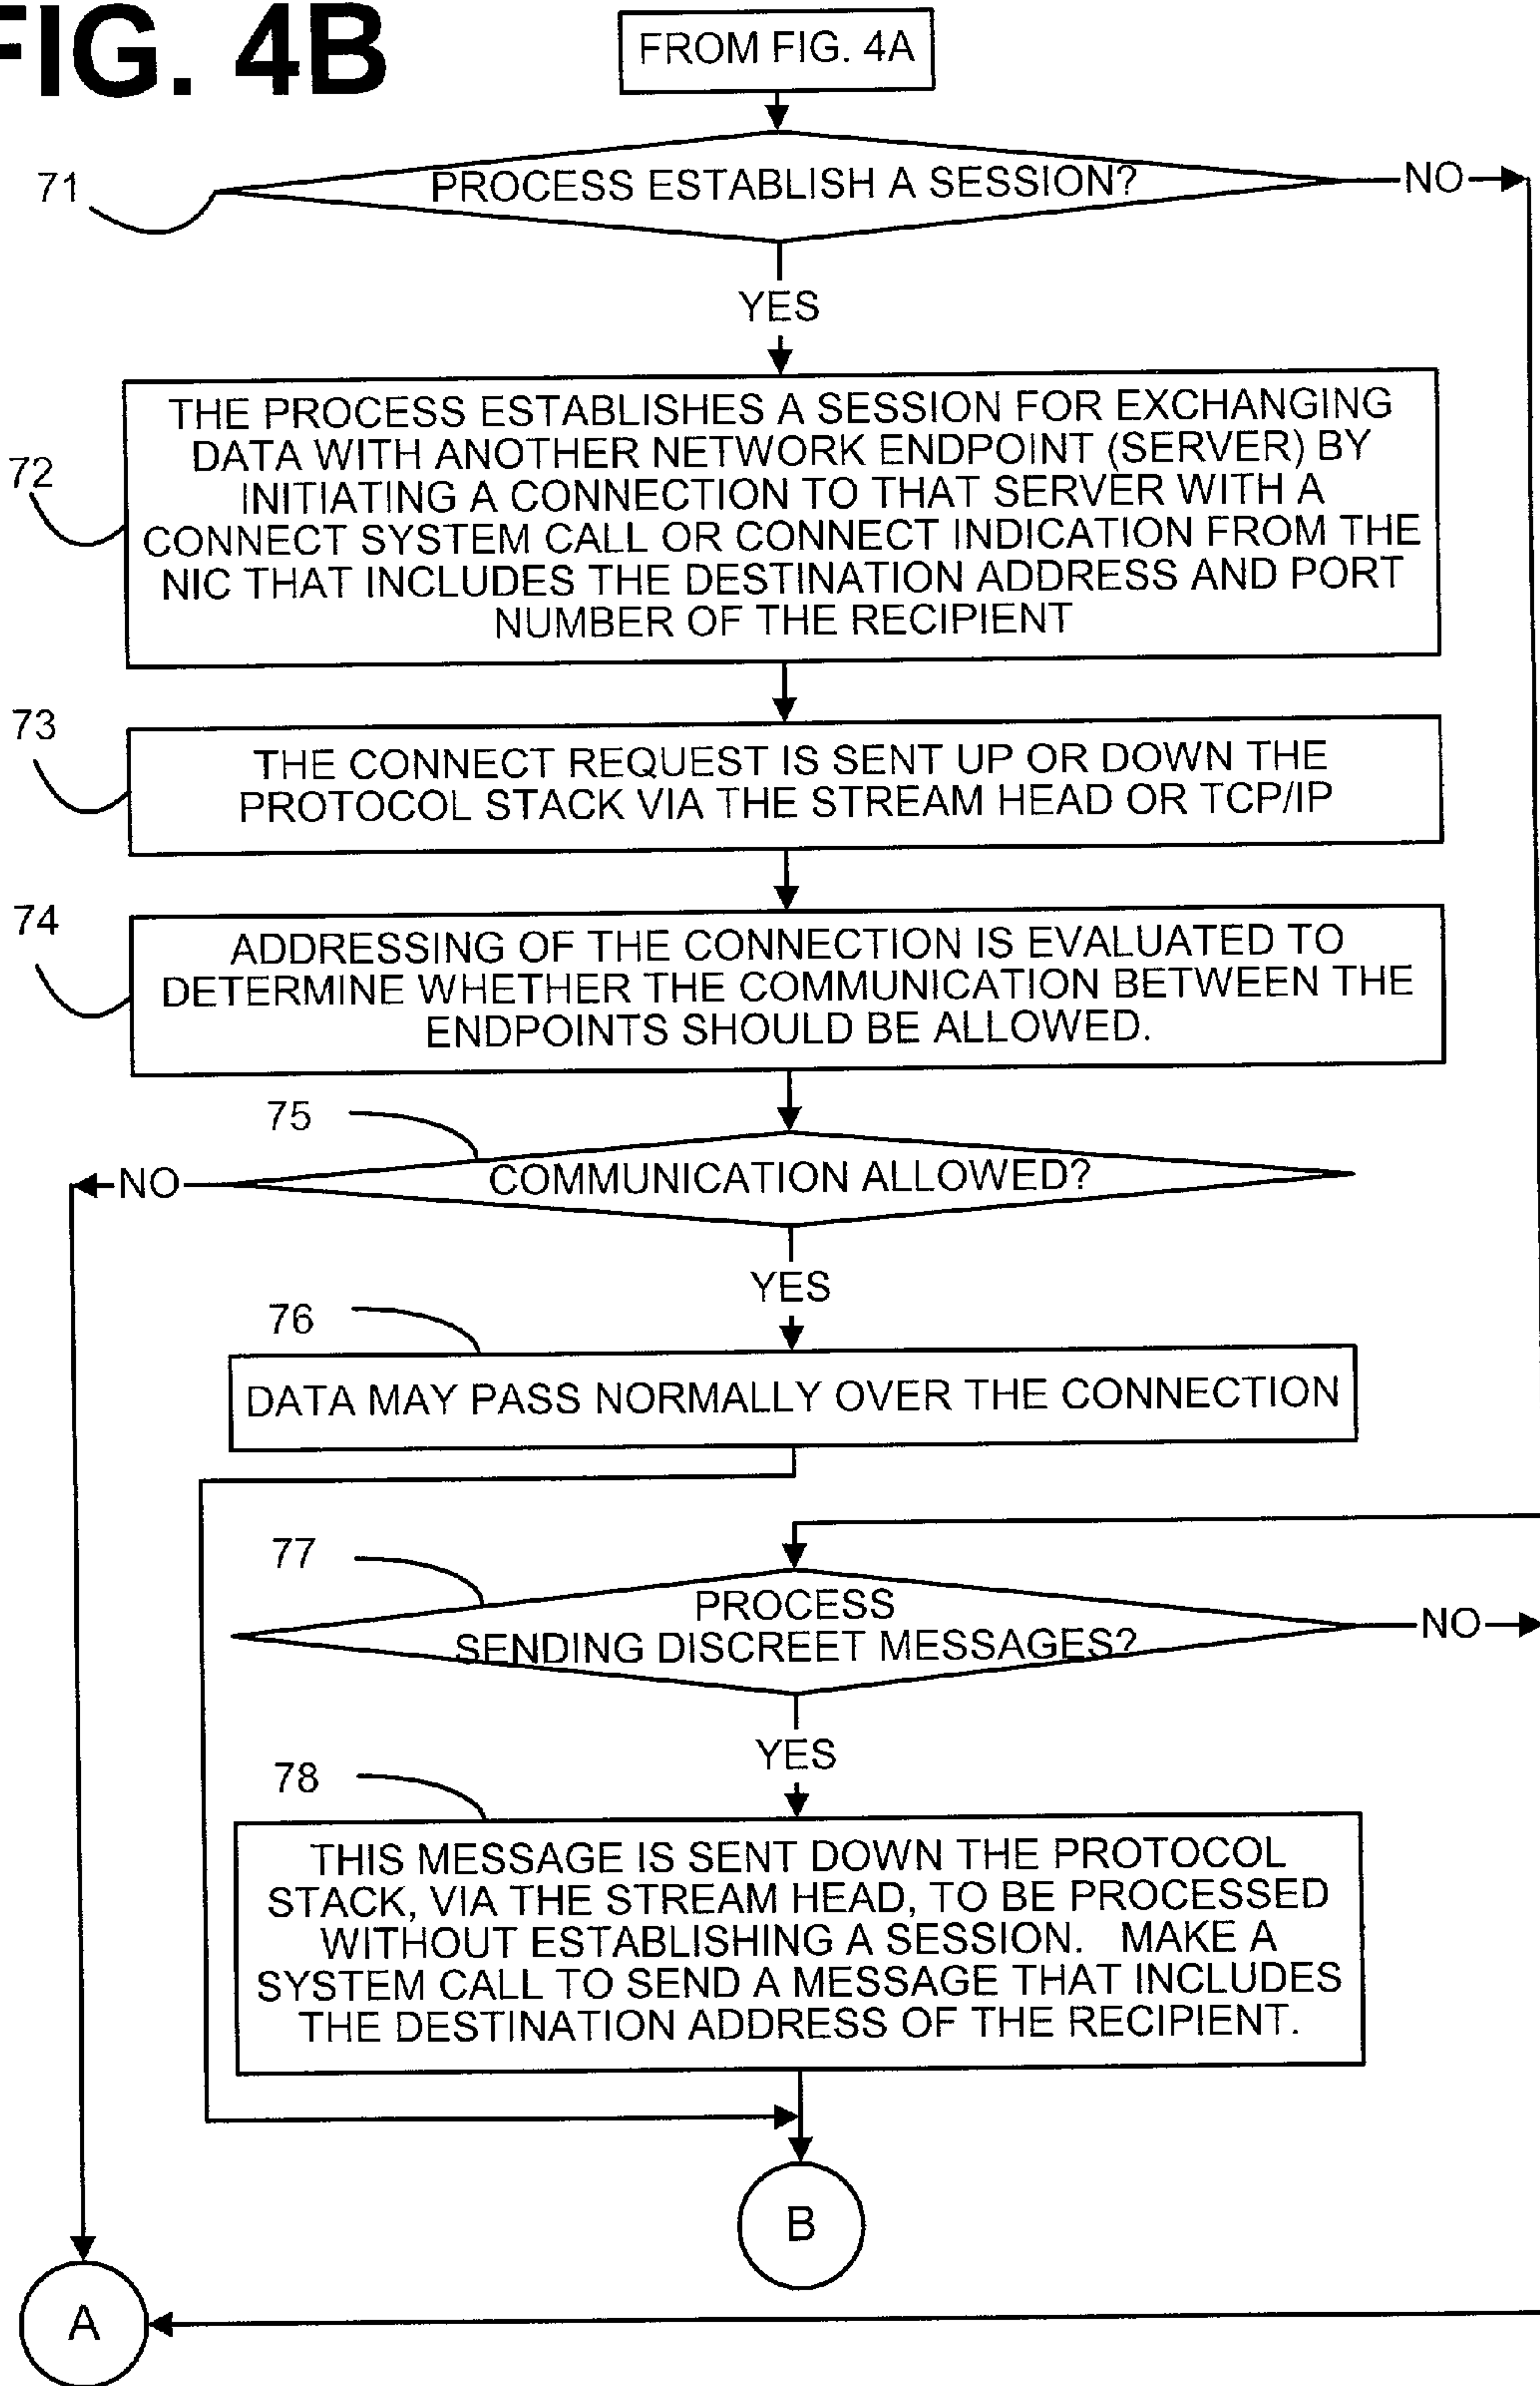 FIG. 4B
FROM FIG. 4A
71
PROCESS ESTABLISH A SESSION?
NO
YES
72
THE PROCESS ESTABLISHES A SESSION FOR EXCHANGING
DATA WITH ANOTHER NETWORK ENDPOINT (SERVER) BY
INITIATING A CONNECTION TO THAT SERVER WITH A
CONNECT SYSTEM CALL OR CONNECT INDICATION FROM THE
NIC THAT INCLUDES THE DESTINATION ADDRESS AND PORT
NUMBER OF THE RECIPIENT
73
THE CONNECT REQUEST IS SENT UP OR DOWN THE
PROTOCOL STACK VIA THE STREAM HEAD OR TCP/IP
74
ADDRESSING OF THE CONNECTION IS EVALUATED TO
DETERMINE WHETHER THE COMMUNICATION BETWEEN THE
ENDPOINTS SHOULD BE ALLOWED.
75
NO
COMMUNICATION ALLOWED?
YES
76
DATA MAY PASS NORMALLY OVER THE CONNECTION
77
PROCESS
SENDING DISCREET MESSAGES?
NO
YES
78
THIS MESSAGE IS SENT DOWN THE PROTOCOL
STACK, VIA THE STREAM HEAD, TO BE PROCESSED
WITHOUT ESTABLISHING A SESSION. MAKE A
SYSTEM CALL TO SEND A MESSAGE THAT INCLUDES
THE DESTINATION ADDRESS OF THE RECIPIENT.
B
A